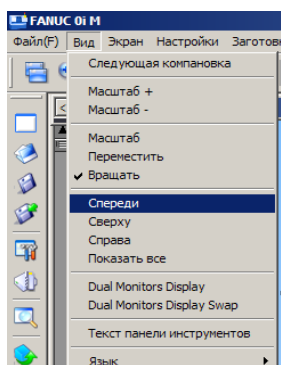 FANUC 0i M
Файл(F) Вид Экран Настройки Заготов
Следующая компановка
Масштаб +
Масштаб -
Масштаб
Переместить
Вращать
Спереди
Сверху
Справа
Показать все
Dual Monitors Display
Dual Monitors Display Swap
Текст панели инструментов
Язык